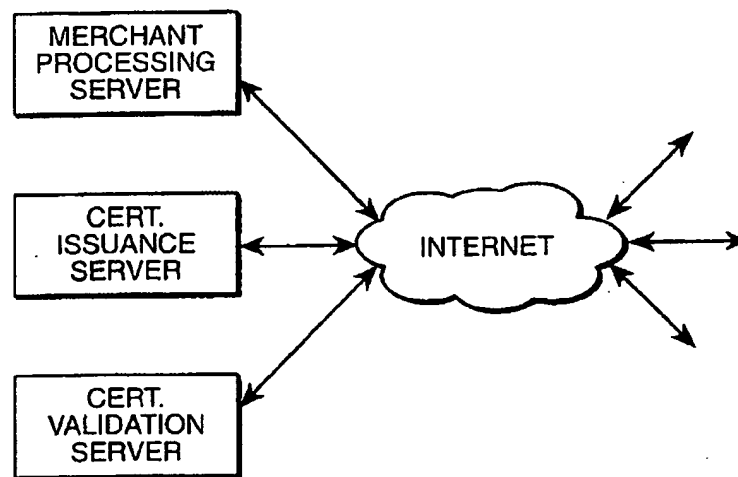 MERCHANT
PROCESSING
SERVER
CERT.
ISSUANCE
SERVER
INTERNET
CERT.
VALIDATION
SERVER